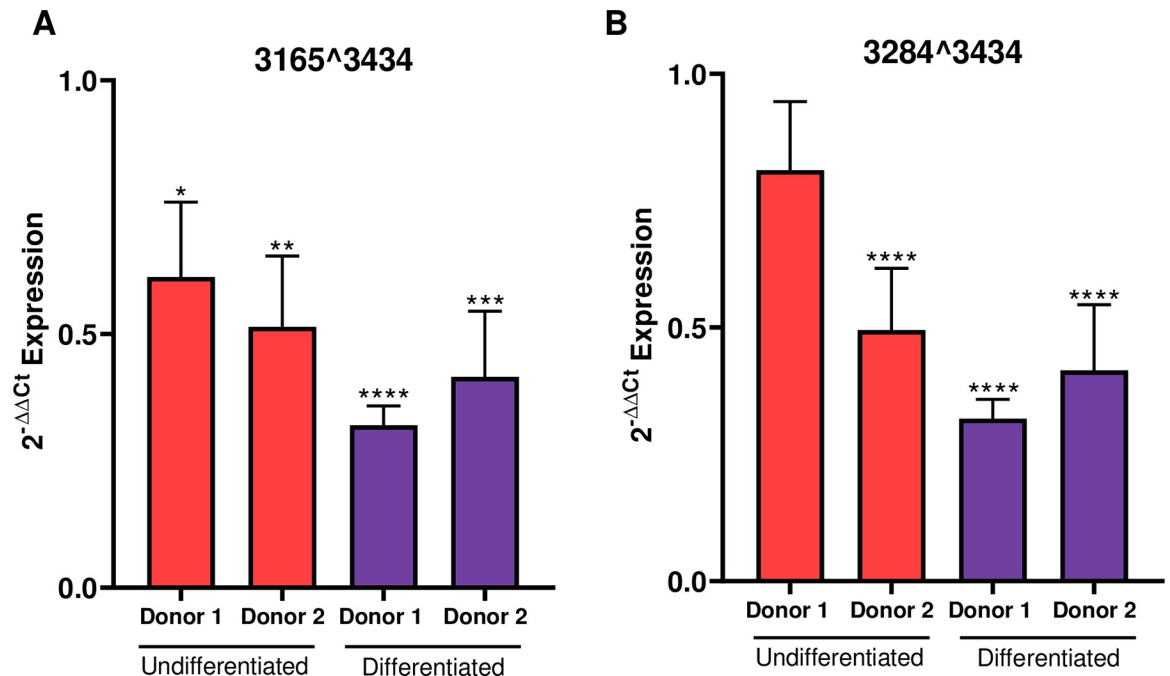 A
3165^3434
2^-ΔΔCt Expression
1.0
0.5
0.0
*
**
****
***
Donor 1 Donor 2 Donor 1 Donor 2
Undifferentiated Differentiated
B
3284^3434
2^-ΔΔCt Expression
1.0
0.5
0.0
****
****
****
Donor 1 Donor 2 Donor 1 Donor 2
Undifferentiated Differentiated